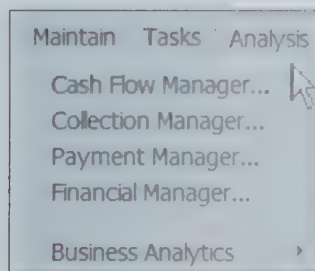 Maintain Tasks Analysis
Cash Flow Manager...
Collection Manager...
Payment Manager...
Financial Manager...
Business Analytics